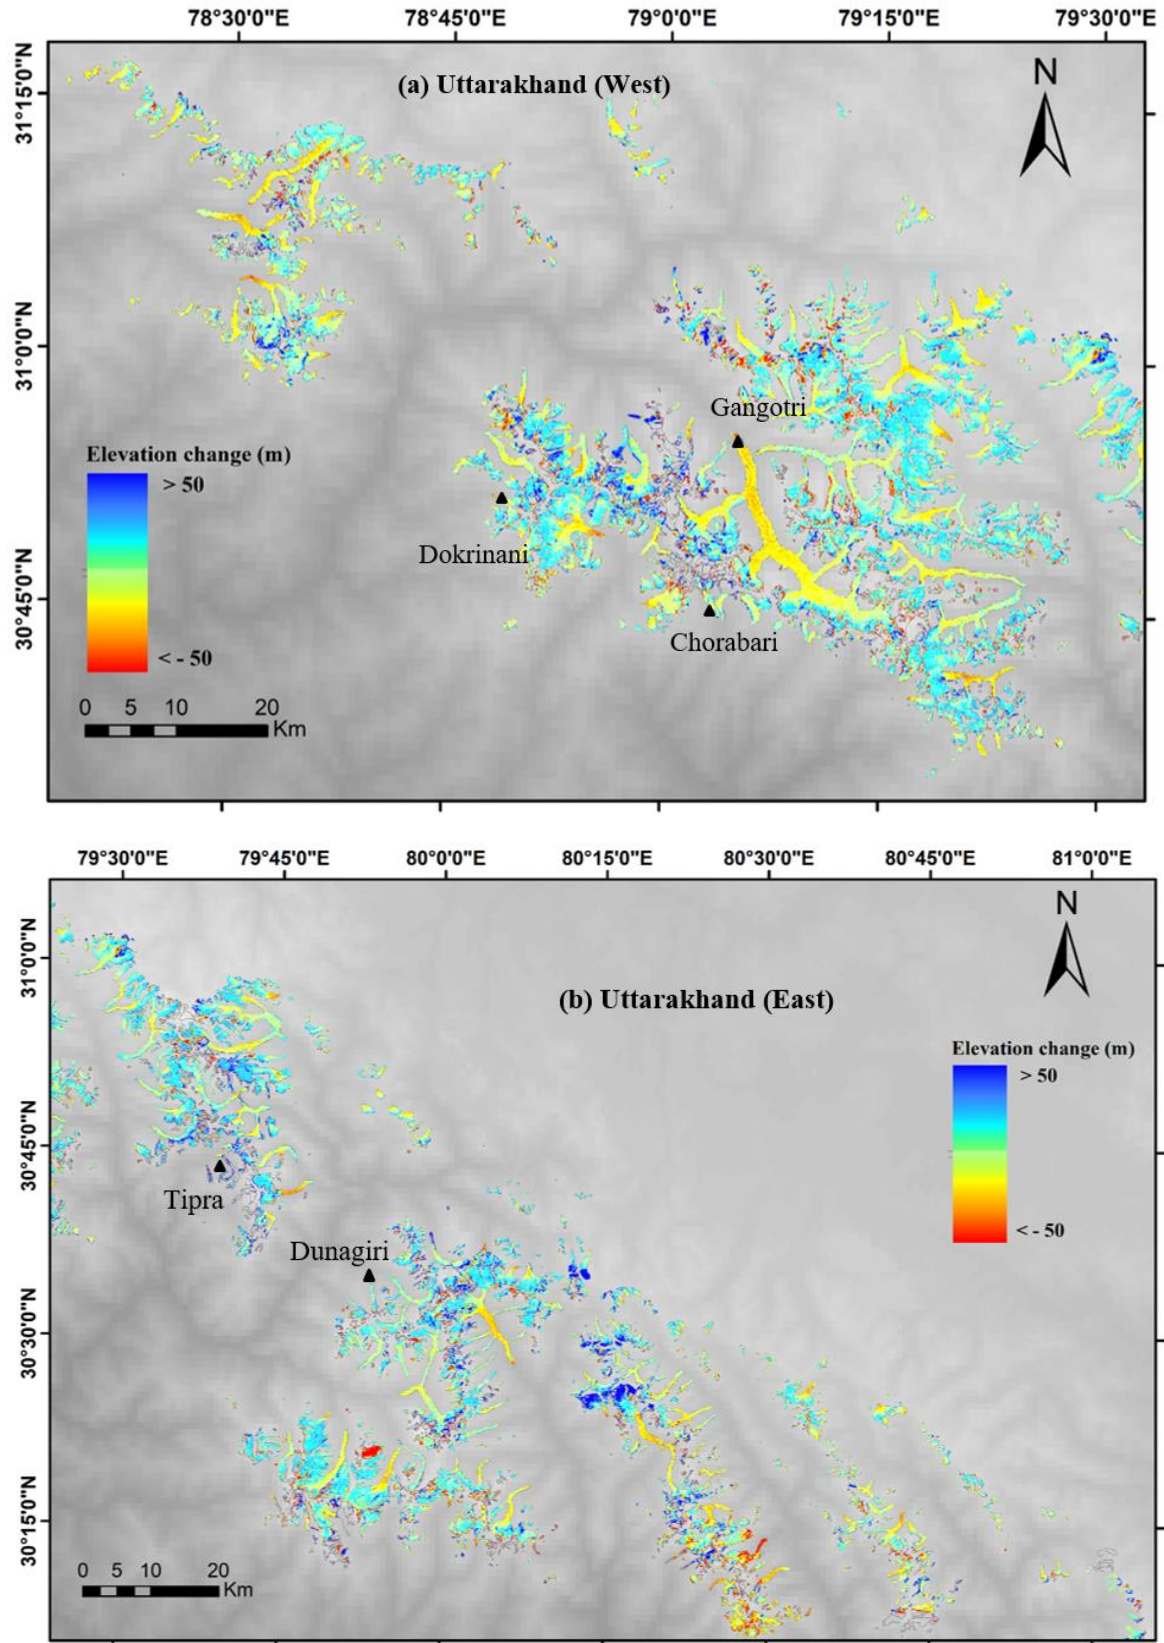 78°30'0"E 78°45'0"E 79°0'0"E 79°15'0"E 79°30'0"E
31°15'0"N
(a) Uttarakhand (West)
N
31°0'0"N
Gangotri
Elevation change (m)
> 50
Dokrinani
30°45'0"N
Chorabari
< - 50
0 5 10 20
Km
79°30'0"E 79°45'0"E 80°0'0"E 80°15'0"E 80°30'0"E 80°45'0"E 81°0'0"E
N
31°0'0"N
(b) Uttarakhand (East)
Elevation change (m)
> 50
30°45'0"N
Tipra
< - 50
Dunagiri
30°30'0"N
30°15'0"N
0 5 10 20
Km